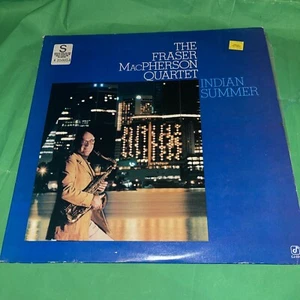 S
THE
FRASER
MACPHERSON
QUARTET
INDIAN
SUMMER